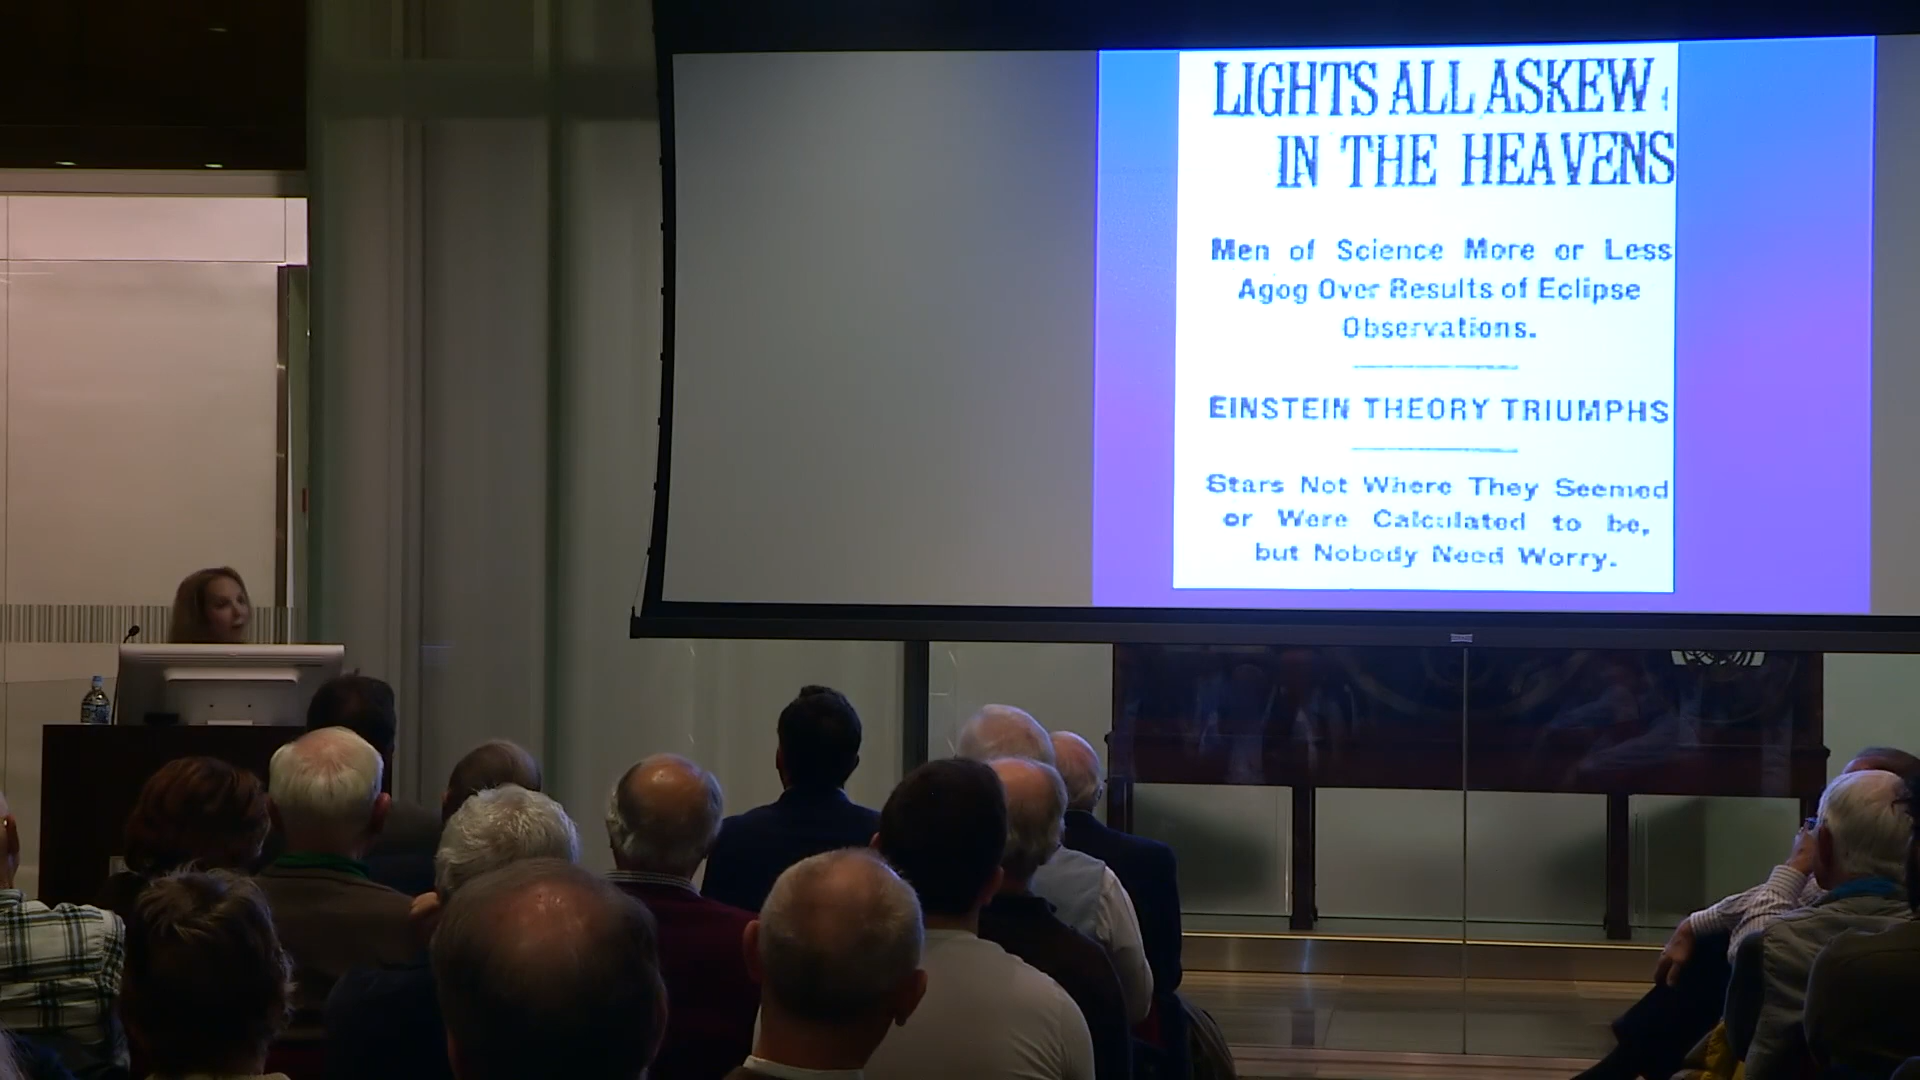 LIGHTS ALL ASKEW
IN THE HEAVENS
Men of Science More or Less
Agog Over Results of Eclipse
Observations.
EINSTEIN THEORY TRIUMPHS
Stars Not Where They Seemed
or Were Calculated to be,
but Nobody Need Worry.